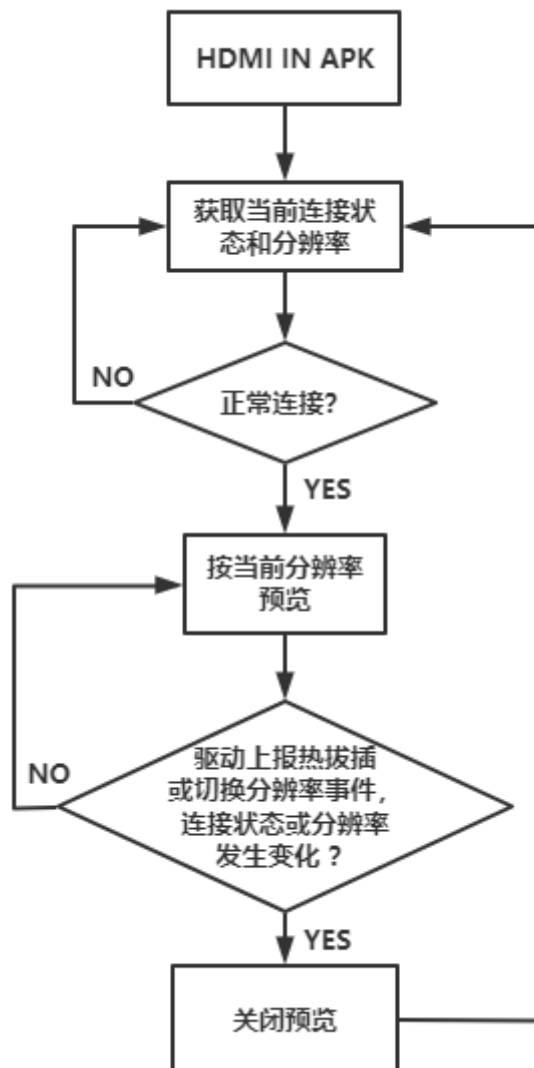 HDMI IN APK
获取当前连接状
态和分辨率
NO
正常连接?
YES
按当前分辨率
预览
NO
驱动上报热拔插
或切换分辨率事件,
连接状态或分辨率
发生变化？
YES
关闭预览